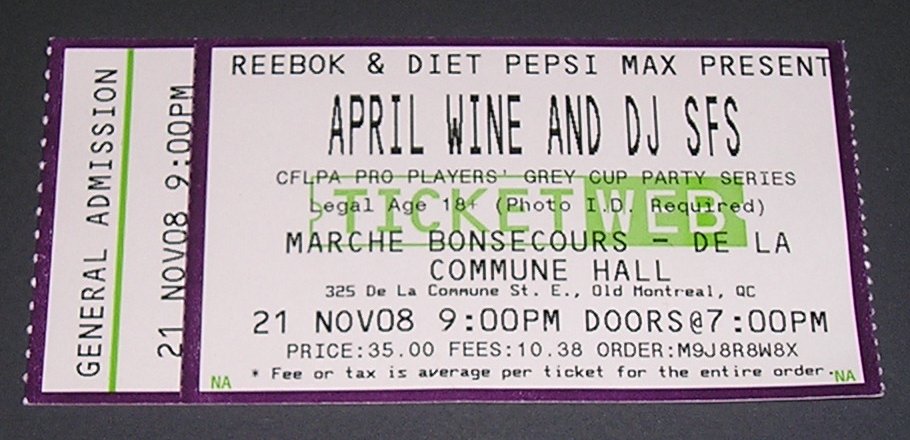 GENERAL ADMISSION
21 NOV08 9:00PM
REEBOK & DIET PEPSI MAX PRESENT
APRIL WINE AND DJ SFS
CFLPA PRO PLAYERS' GREY CUP PARTY SERIES
TICKETWEB
Legal Age 18+ (Photo I.D. Required)
MARCHE BONSECOURS - DE LA
COMMUNE HALL
325 De La Commune St. E., Old Montreal, QC
21 NOV08 9:00PM DOORS@7:00PM
PRICE:35.00 FEES:10.38 ORDER:M9J8R8W8X
* Fee or tax is average per ticket for the entire order.
NA NA